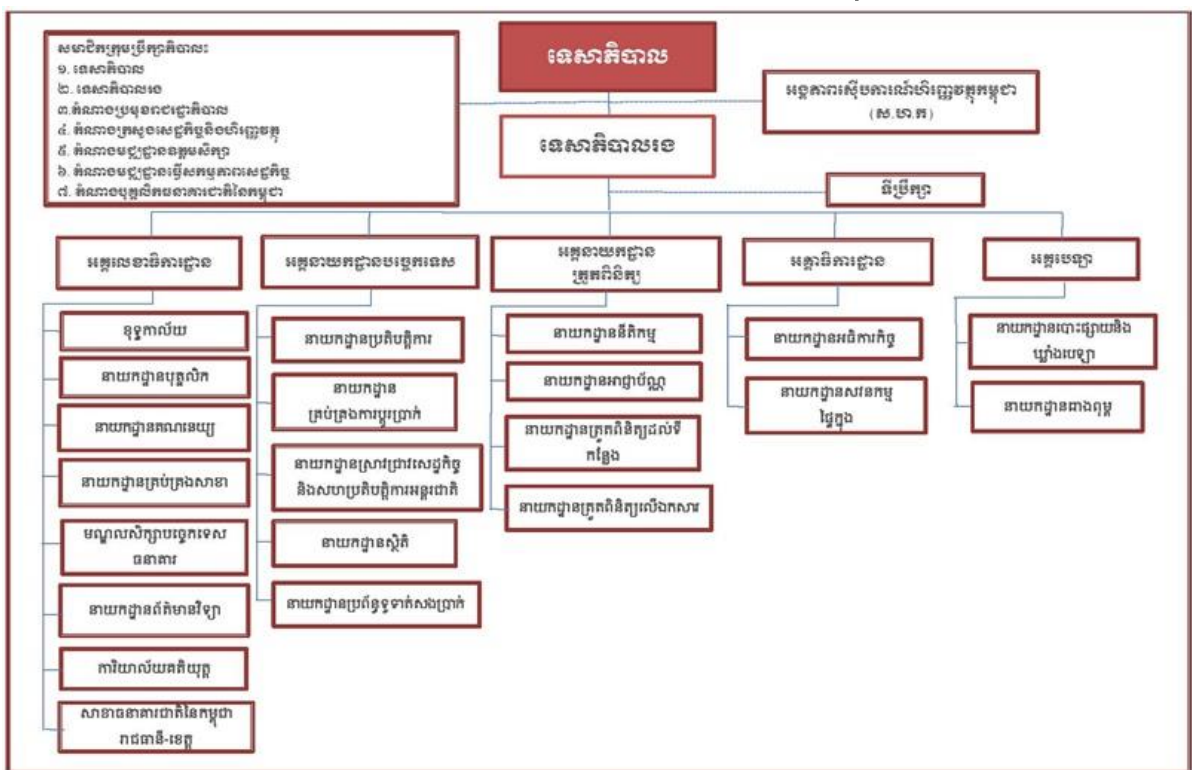 សមាជិកក្រុមប្រឹក្សាភិបាល៖
១. ទេសាភិបាល
២. ទេសាភិបាលរង
៣.តំណាងប្រមុខរាជរដ្ឋាភិបាល
៤. តំណាងក្រសួងសេដ្ឋកិច្ចនិងហិរញ្ញវត្ថុ
៥. តំណាងមជ្ឈដ្ឋានឧត្តមសិក្សា
៦. តំណាងមជ្ឈដ្ឋានធ្វើសកម្មភាពសេដ្ឋកិច្ច
៧. តំណាងបុគ្គលិកធនាគារជាតិនៃកម្ពុជា
ទេសាភិបាល
អង្គភាពស៊ើបការណ៍ហិរញ្ញវត្ថុកម្ពុជា
(ស.ហ.ក)
ទេសាភិបាលរង
ទីប្រឹក្សា
អគ្គលេខាធិការដ្ឋាន
ខុទ្ទកាល័យ
នាយកដ្ឋានបុគ្គលិក
នាយកដ្ឋានគណនេយ្យ
នាយកដ្ឋានគ្រប់គ្រងសាខា
មណ្ឌលសិក្សាបច្ចេកទេស
ធនាគារ
នាយកដ្ឋានព័ត៌មានវិទ្យា
ការិយាល័យគតិយុត្ត
សាខាធនាគារជាតិនៃកម្ពុជា
រាជធានី-ខេត្ត
អគ្គនាយកដ្ឋានបច្ចេកទេស
នាយកដ្ឋានប្រតិបត្តិការ
នាយកដ្ឋាន
គ្រប់គ្រងការប្តូរប្រាក់
នាយកដ្ឋានស្រាវជ្រាវសេដ្ឋកិច្ច
និងសហប្រតិបត្តិការអន្តរជាតិ
នាយកដ្ឋានស្ថិតិ
នាយកដ្ឋានប្រព័ន្ធទូទាត់សងប្រាក់
អគ្គនាយកដ្ឋាន
ត្រួតពិនិត្យ
នាយកដ្ឋាននីតិកម្ម
នាយកដ្ឋានអាជ្ញាប័ណ្ណ
នាយកដ្ឋានត្រួតពិនិត្យដល់ទី
កន្លែង
នាយកដ្ឋានត្រួតពិនិត្យលើឯកសារ
អគ្គាធិការដ្ឋាន
នាយកដ្ឋានអធិការកិច្ច
នាយកដ្ឋានសវនកម្ម
ផ្ទៃក្នុង
អគ្គបេឡា
នាយកដ្ឋានបោះផ្សាយនិង
ឃ្លាំងបេឡា
នាយកដ្ឋានរោងពុម្ព